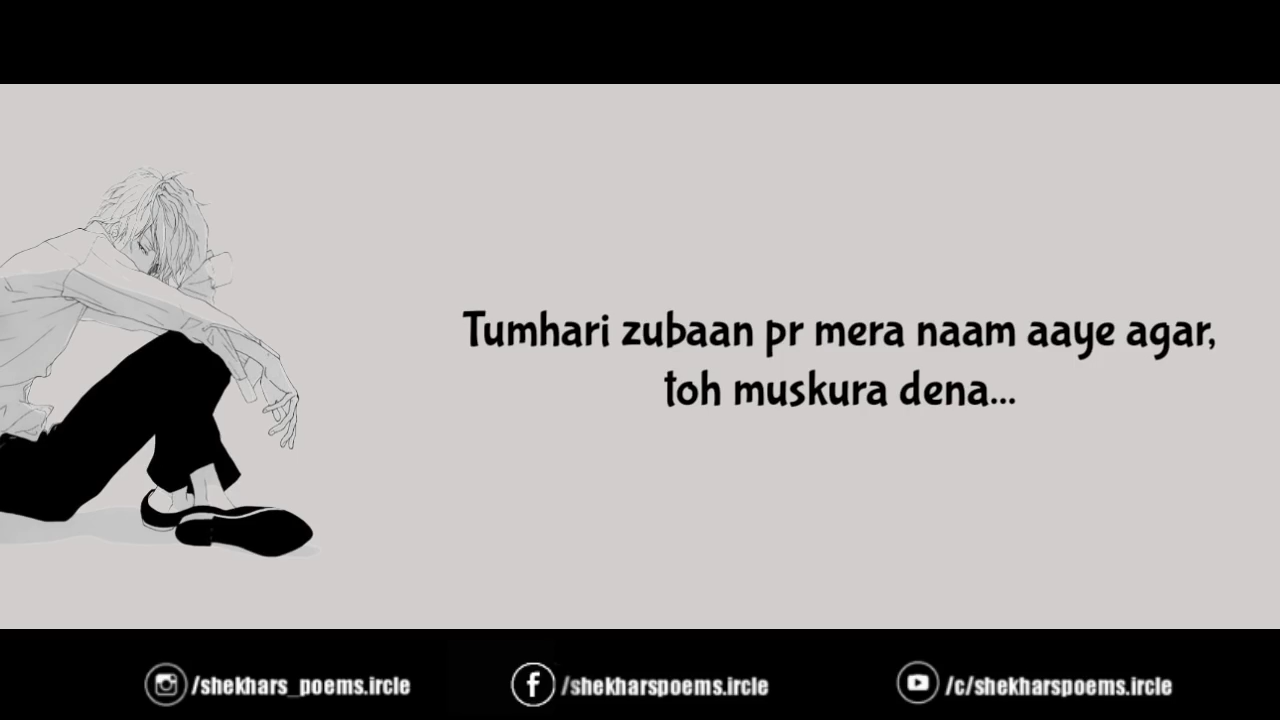 Tumhari zubaan pr mera naam aaye agar,
toh muskura dena...
/shekhars_poems.ircle
/shekharspoems.ircle
/c/shekharspoems.ircle